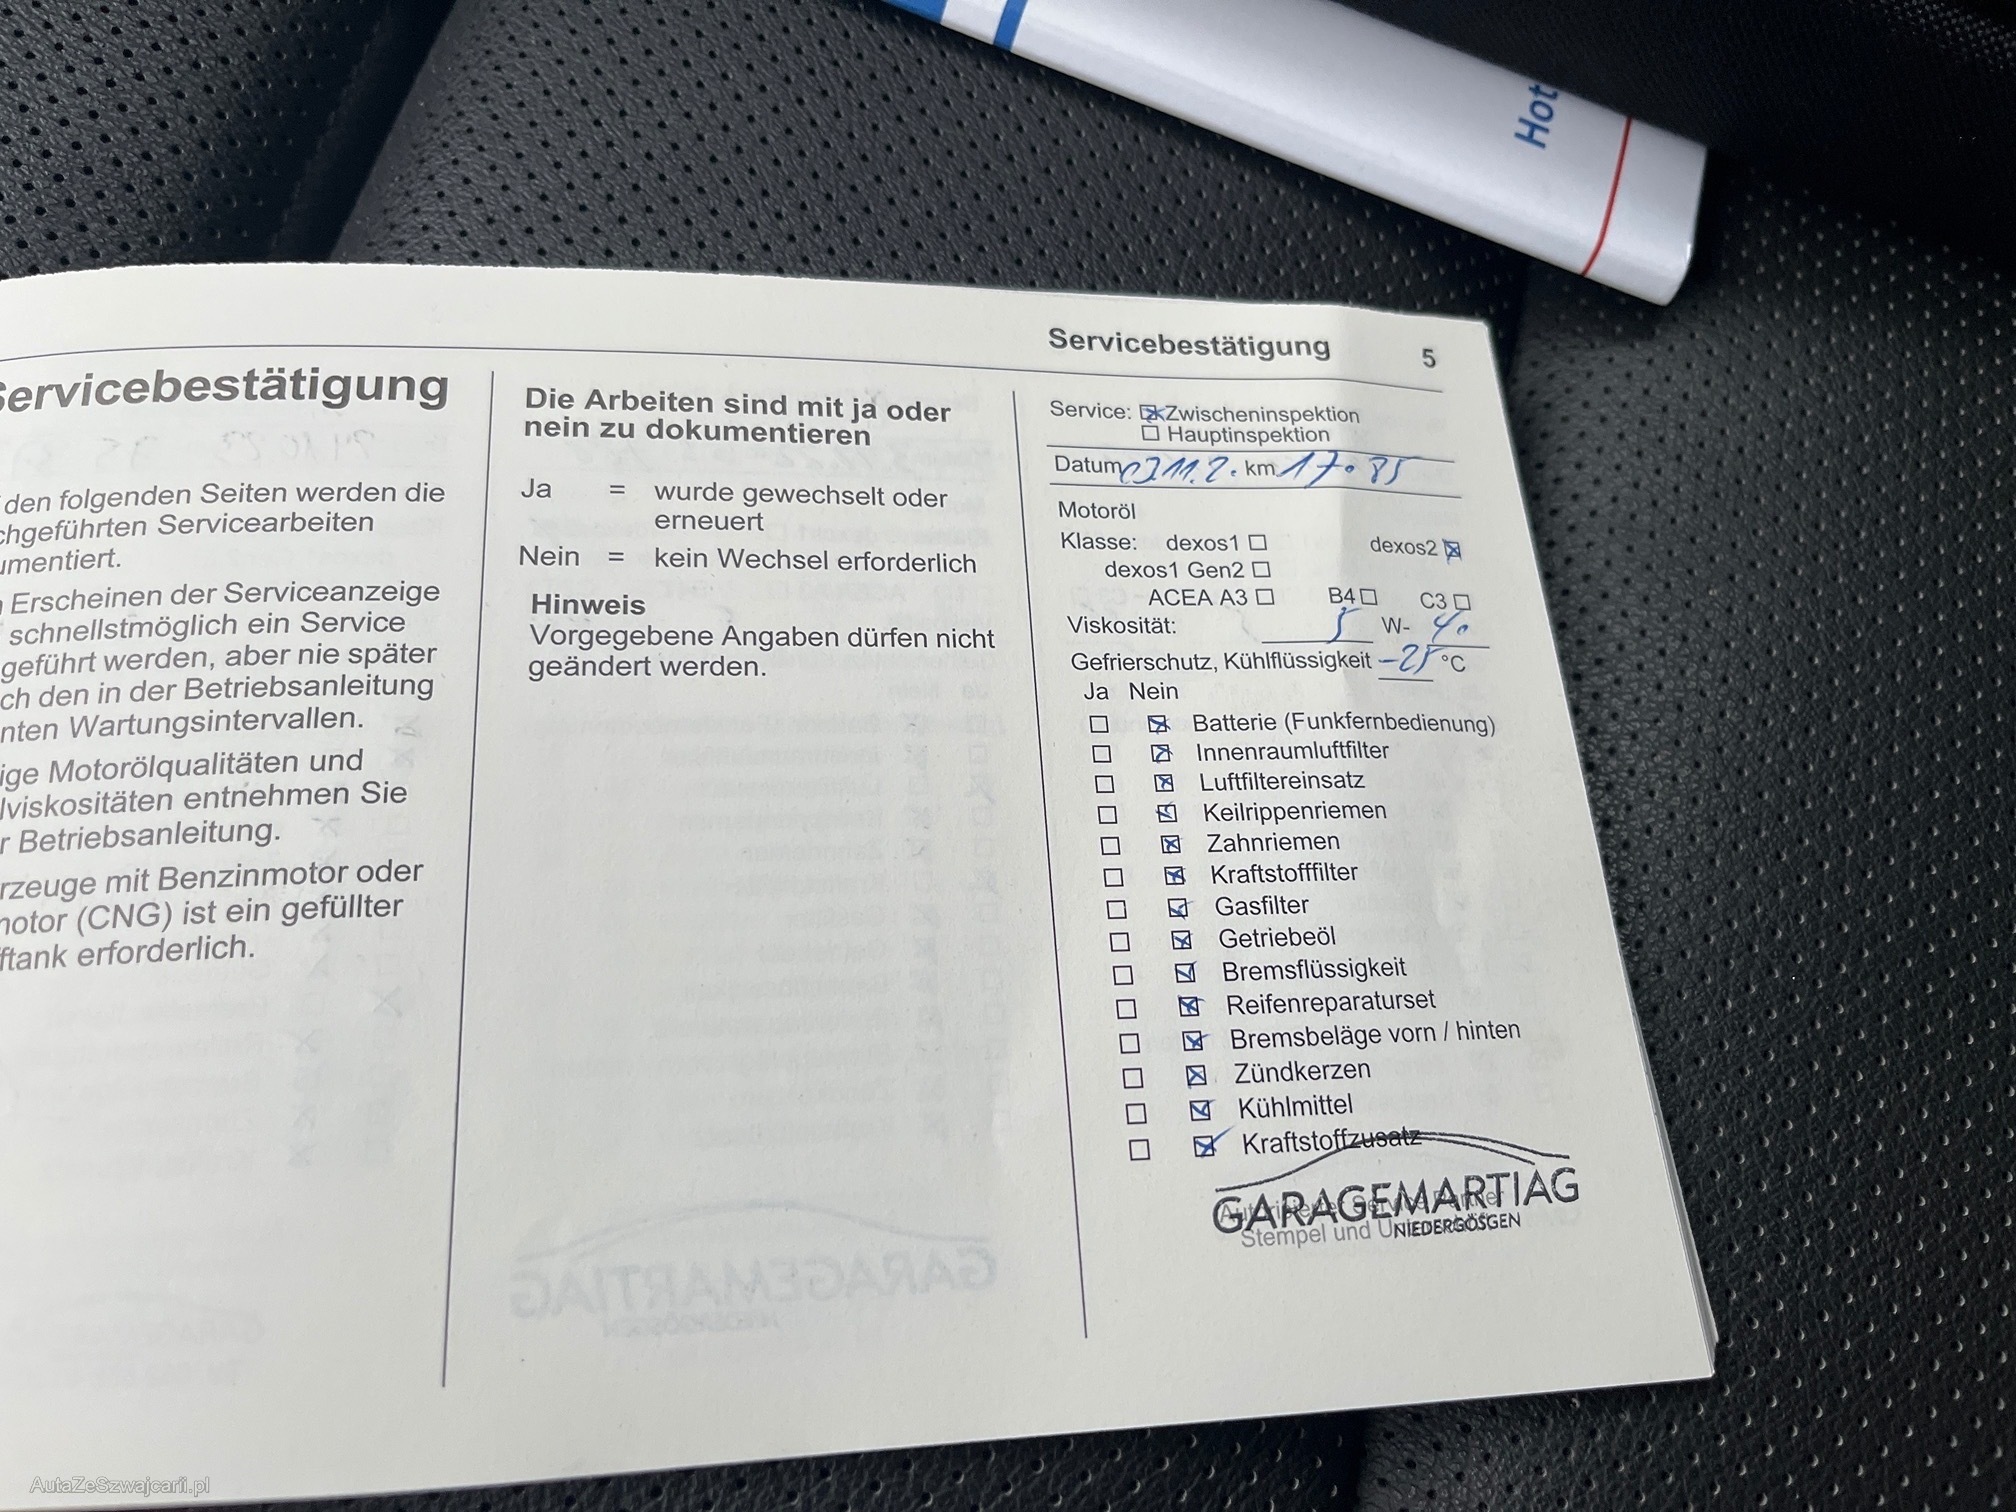 Hot
Servicebestätigung 5
Servicebestätigung
den folgenden Seiten werden die
chgeführten Servicearbeiten
umentiert.
Erscheinen der Serviceanzeige
schnellstmöglich ein Service
geführt werden, aber nie später
ch den in der Betriebsanleitung
nten Wartungsintervallen.
ige Motorölqualitäten und
lviskositäten entnehmen Sie
r Betriebsanleitung.
rzeuge mit Benzinmotor oder
motor (CNG) ist ein gefüllter
ftank erforderlich.
Die Arbeiten sind mit ja oder
nein zu dokumentieren
Ja = wurde gewechselt oder
erneuert
Nein = kein Wechsel erforderlich
Hinweis
Vorgegebene Angaben dürfen nicht
geändert werden.
Service: Zwischeninspektion
Hauptinspektion
Datum km
Motoröl
Klasse: dexos1 dexos2
dexos1 Gen2
ACEA A3 B4 C3
Viskosität: 5 W- 40
Gefrierschutz, Kühlflüssigkeit -25 °C
Ja Nein
Batterie (Funkfernbedienung)
Innenraumluftfilter
Luftfiltereinsatz
Keilrippenriemen
Zahnriemen
Kraftstofffilter
Gasfilter
Getriebeöl
Bremsflüssigkeit
Reifenreparaturset
Bremsbeläge vorn / hinten
Zündkerzen
Kühlmittel
Kraftstoffzusatz
GARAGEMARTIAG
NIEDERGÖSGEN
Stempel und
AutaZeSzwajcarii.pl